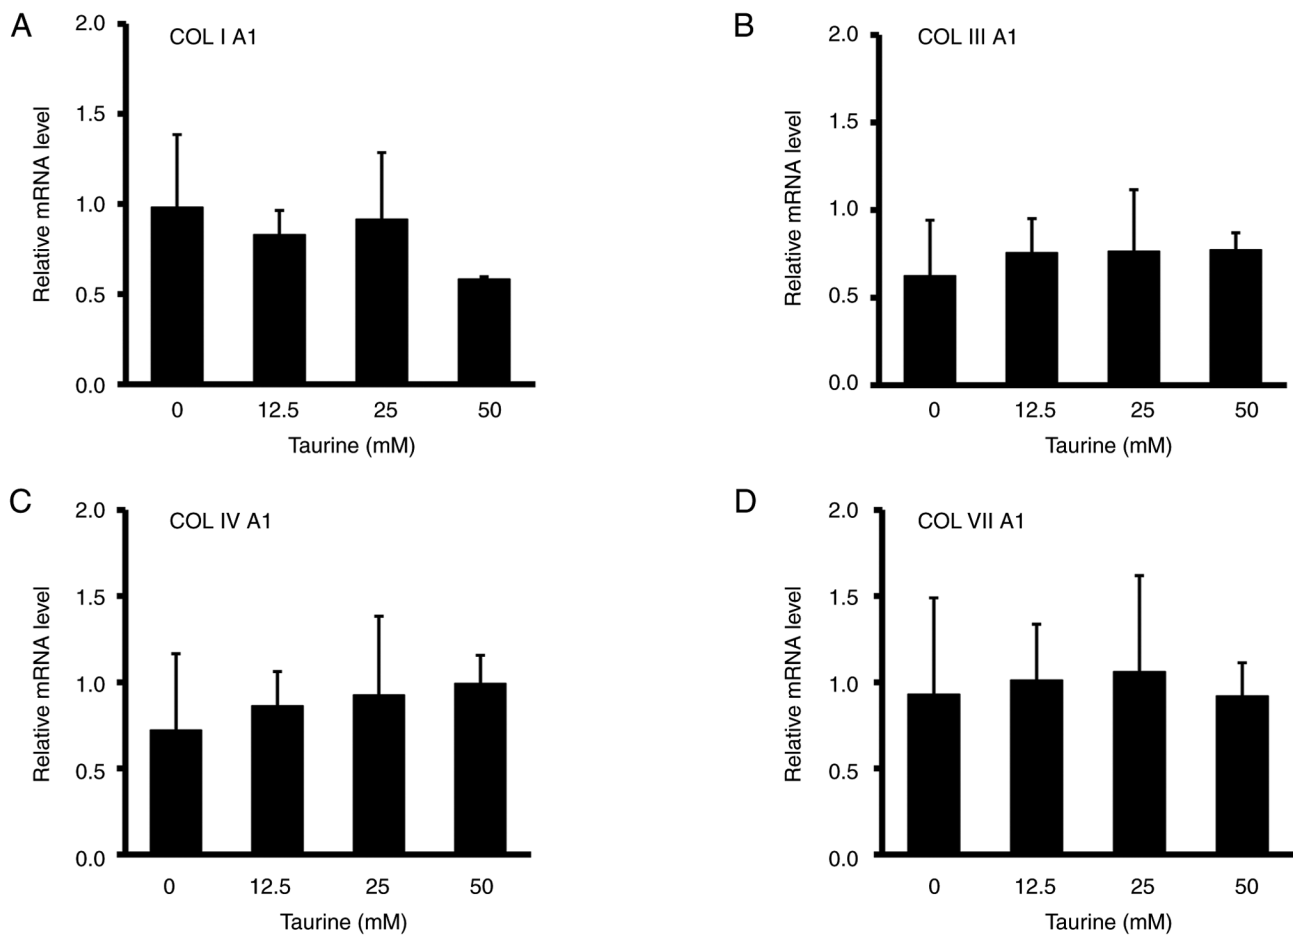 A
COL I A1
Relative mRNA level
2.0
1.5
1.0
0.5
0.0
0 12.5 25 50
Taurine (mM)
B
COL III A1
Relative mRNA level
2.0
1.5
1.0
0.5
0.0
0 12.5 25 50
Taurine (mM)
C
COL IV A1
Relative mRNA level
2.0
1.5
1.0
0.5
0.0
0 12.5 25 50
Taurine (mM)
D
COL VII A1
Relative mRNA level
2.0
1.5
1.0
0.5
0.0
0 12.5 25 50
Taurine (mM)